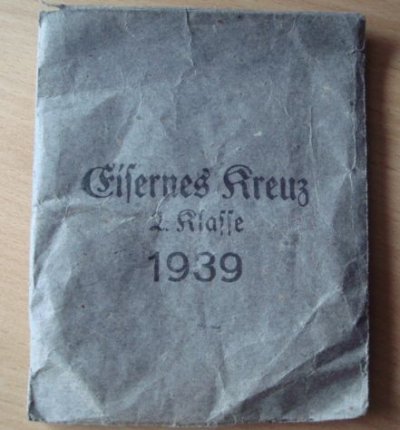 Eisernes Kreuz
2. Klasse
1939